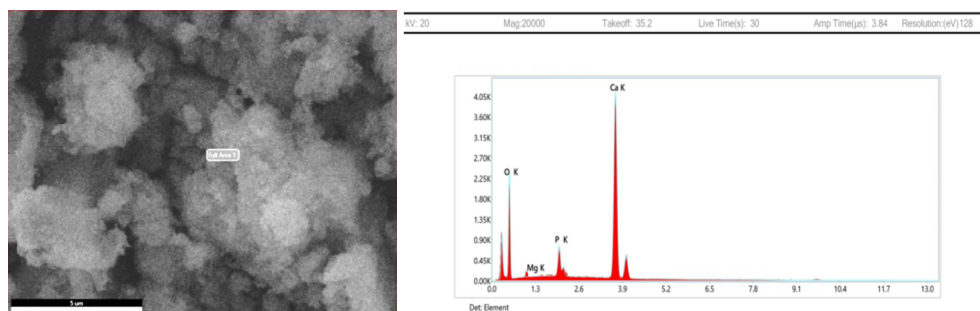 Full Area 1
5 um
kV: 20 Mag:20000 Takeoff: 35.2 Live Time(s): 30 Amp Time(µs): 3.84 Resolution:(eV)128
4.05K
3.60K
3.15K
2.70K
2.25K
1.80K
1.35K
0.90K
0.45K
0.00K
Ca K
O K
P K
Mg K
0.0 1.3 2.6 3.9 5.2 6.5 7.8 9.1 10.4 11.7 13.0
Det: Element